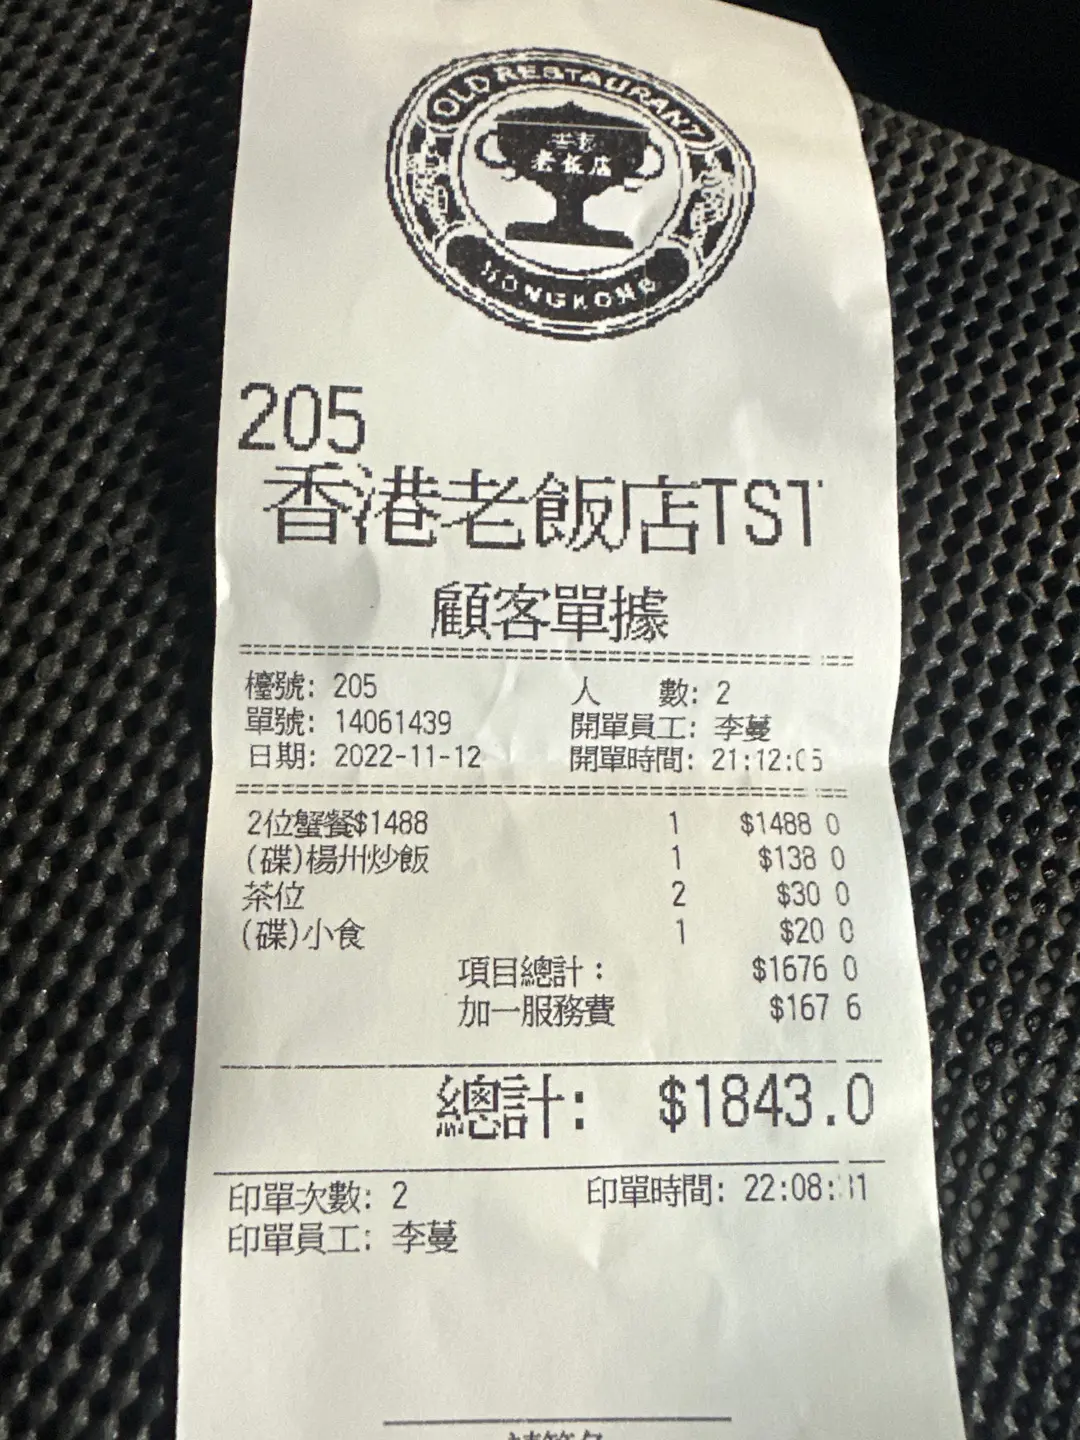 OLD RESTAURANT
老飯店
HONGKONG
205
香港老飯店TST
顧客單據
檯號: 205 人 數: 2
單號: 14061439 開單員工: 李蔓
日期: 2022-11-12 開單時間: 21:12:05
2位蟹餐$1488 1 $1488 0
(碟)楊州炒飯 1 $138 0
茶位 2 $30 0
(碟)小食 1 $20 0
項目總計: $1676 0
加一服務費 $167 6
總計: $1843.0
印單次數: 2 印單時間: 22:08:31
印單員工: 李蔓